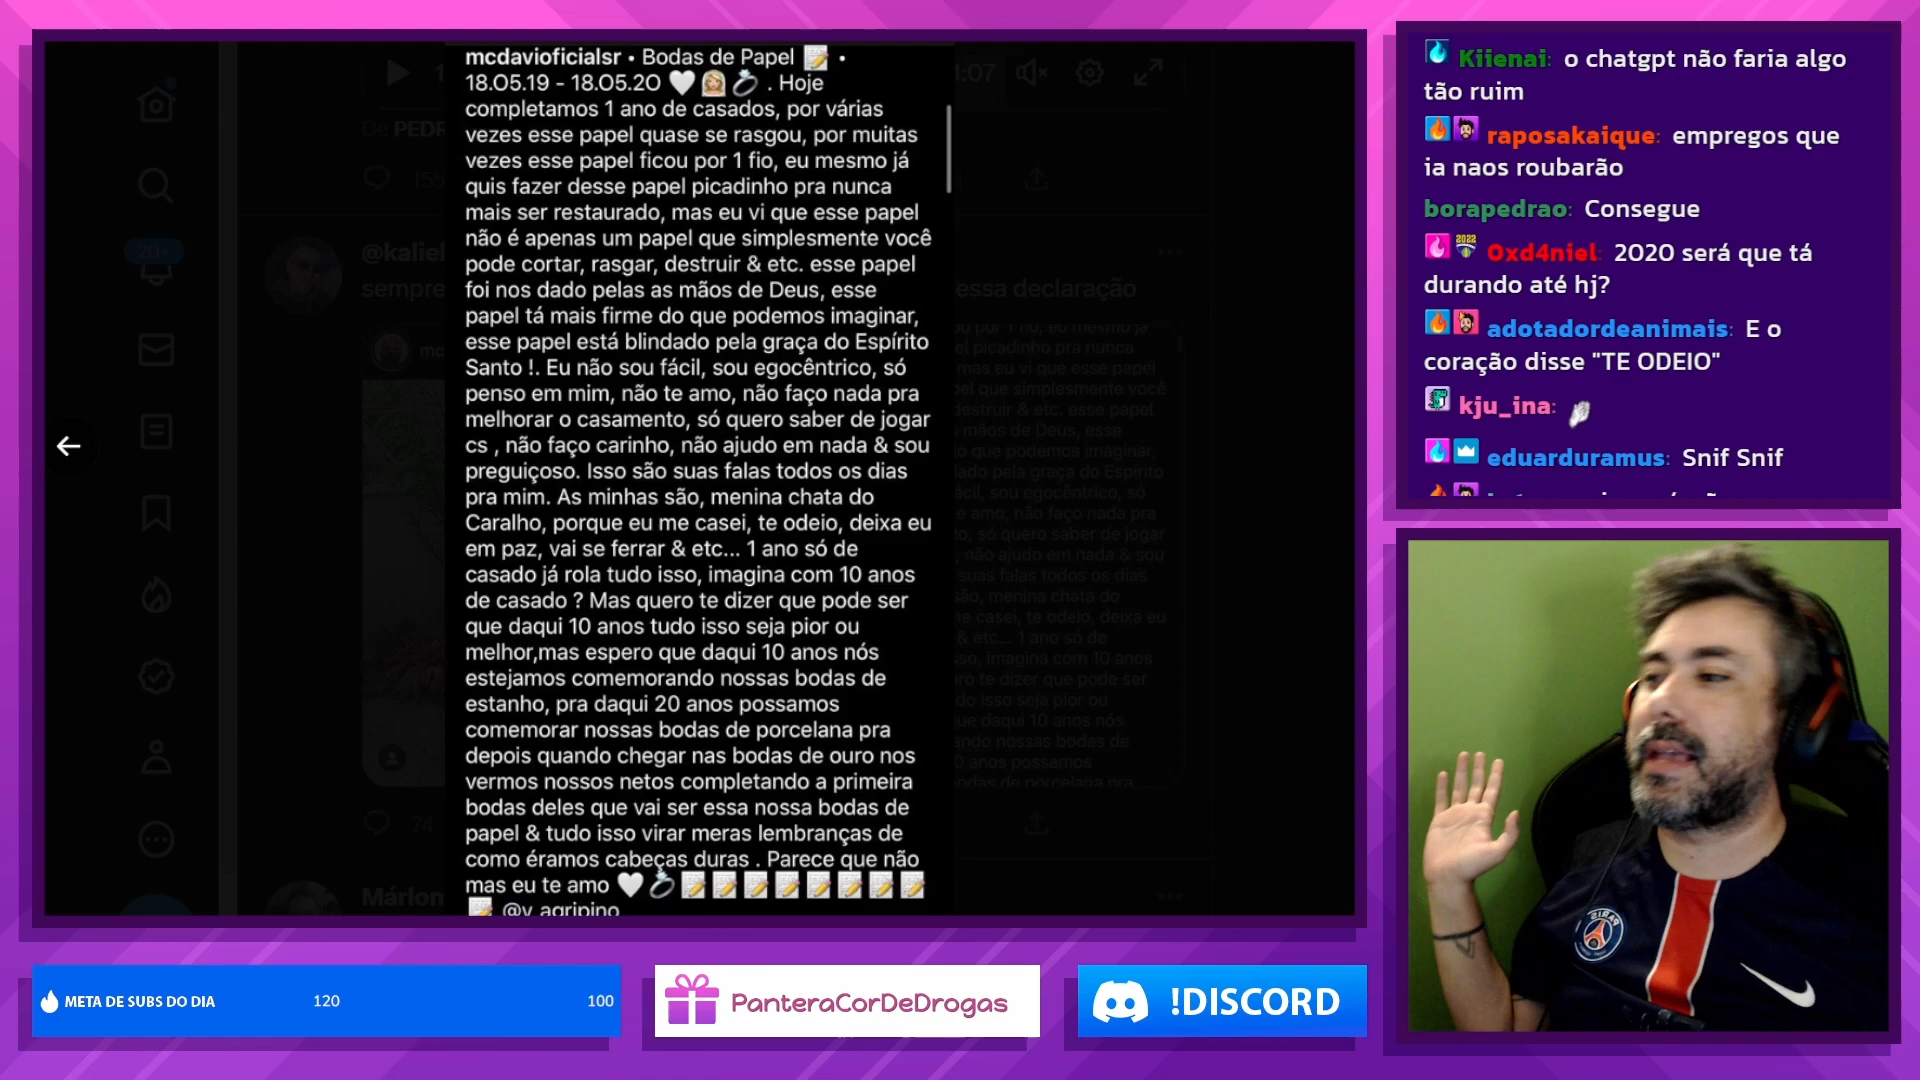 mcdavioficialsr • Bodas de Papel 📝 •
18.05.19 - 18.05.20 🤍👰🏼💍 . Hoje
completamos 1 ano de casados, por várias
vezes esse papel quase se rasgou, por muitas
vezes esse papel ficou por 1 fio, eu mesmo já
quis fazer desse papel picadinho pra nunca
mais ser restaurado, mas eu vi que esse papel
não é apenas um papel que simplesmente você
pode cortar, rasgar, destruir & etc. esse papel
foi nos dado pelas as mãos de Deus, esse
papel tá mais firme do que podemos imaginar,
esse papel está blindado pela graça do Espírito
Santo !. Eu não sou fácil, sou egocêntrico, só
penso em mim, não te amo, não faço nada pra
melhorar o casamento, só quero saber de jogar
cs , não faço carinho, não ajudo em nada & sou
preguiçoso. Isso são suas falas todos os dias
pra mim. As minhas são, menina chata do
Caralho, porque eu me casei, te odeio, deixa eu
em paz, vai se ferrar & etc... 1 ano só de
casado já rola tudo isso, imagina com 10 anos
de casado ? Mas quero te dizer que pode ser
que daqui 10 anos tudo isso seja pior ou
melhor,mas espero que daqui 10 anos nós
estejamos comemorando nossas bodas de
estanho, pra daqui 20 anos possamos
comemorar nossas bodas de porcelana pra
depois quando chegar nas bodas de ouro nos
vermos nossos netos completando a primeira
bodas deles que vai ser essa nossa bodas de
papel & tudo isso virar meras lembranças de
como éramos cabeças duras . Parece que não
mas eu te amo 🤍💍📝📝📝📝📝📝📝📝
📝 @v_agripino
20+
@kaliel
sempre
essa declaração
1:07
De PEDR
155
74
Márlon
Kiienai: o chatgpt não faria algo
tão ruim
raposakaique: empregos que
ia naos roubarão
borapedrao: Consegue
0xd4niel: 2020 será que tá
durando até hj?
adotadordeanimais: E o
coração disse "TE ODEIO"
kju_ina:
eduarduramus: Snif Snif
META DE SUBS DO DIA 120 100
PanteraCorDeDrogas
!DISCORD
PARIS